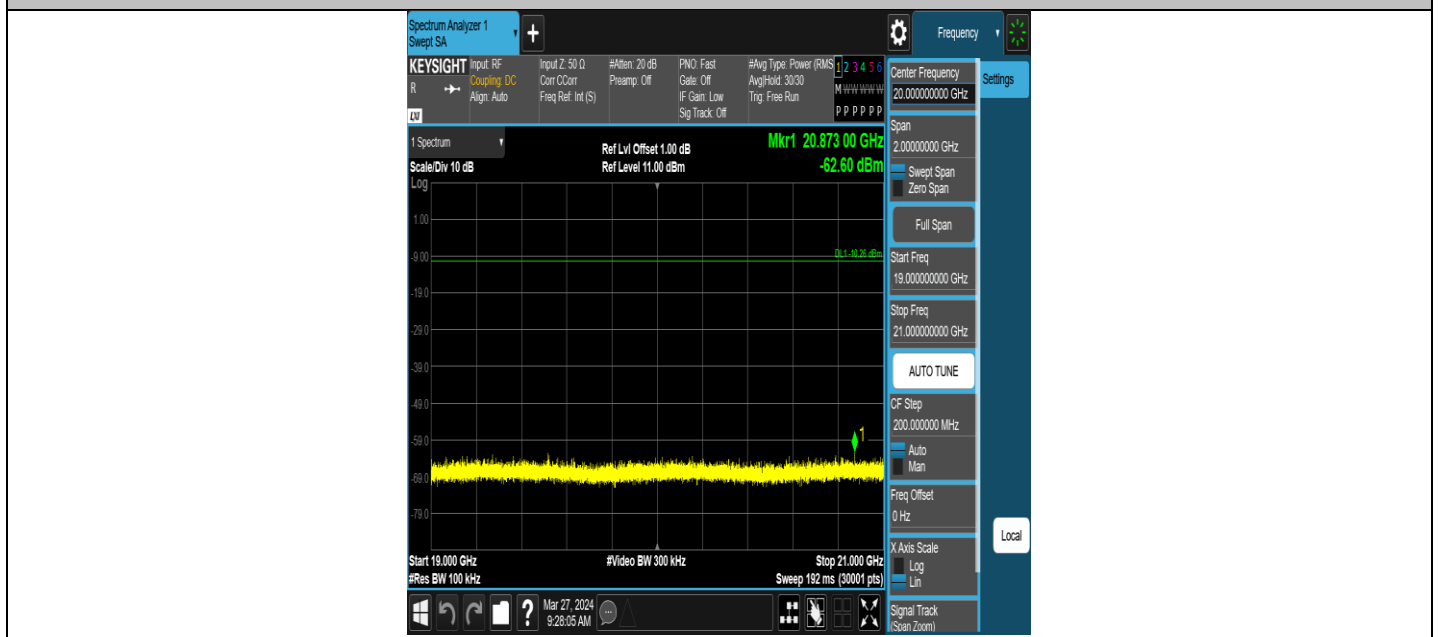 Spectrum Analyzer 1
Swept SA
+
Frequency
KEYSIGHT
R
LXI
Input: RF
Coupling: DC
Align: Auto
Input Z: 50 Ω
Corr CCorr
Freq Ref: Int (S)
#Atten: 20 dB
Preamp: Off
PNO: Fast
Gate: Off
IF Gain: Low
Sig Track: Off
#Avg Type: Power (RMS
Avg|Hold: 30/30
Trig: Free Run
1 2 3 4 5 6
M W W W W W
P P P P P P
1 Spectrum
Scale/Div 10 dB
Log
Ref Lvl Offset 1.00 dB
Ref Level 11.00 dBm
Mkr1 20.873 00 GHz
-62.60 dBm
1.00
-9.00
-19.0
-29.0
-39.0
-49.0
-59.0
-69.0
-79.0
DL1 -10.26 dBm
1
Start 19.000 GHz
#Res BW 100 kHz
#Video BW 300 kHz
Stop 21.000 GHz
Sweep 192 ms (30001 pts)
?
Mar 27, 2024
9:28:05 AM
Center Frequency
20.000000000 GHz
Settings
Span
2.00000000 GHz
Swept Span
Zero Span
Full Span
Start Freq
19.000000000 GHz
Stop Freq
21.000000000 GHz
AUTO TUNE
CF Step
200.000000 MHz
Auto
Man
Freq Offset
0 Hz
X Axis Scale
Log
Lin
Signal Track
(Span Zoom)
Local